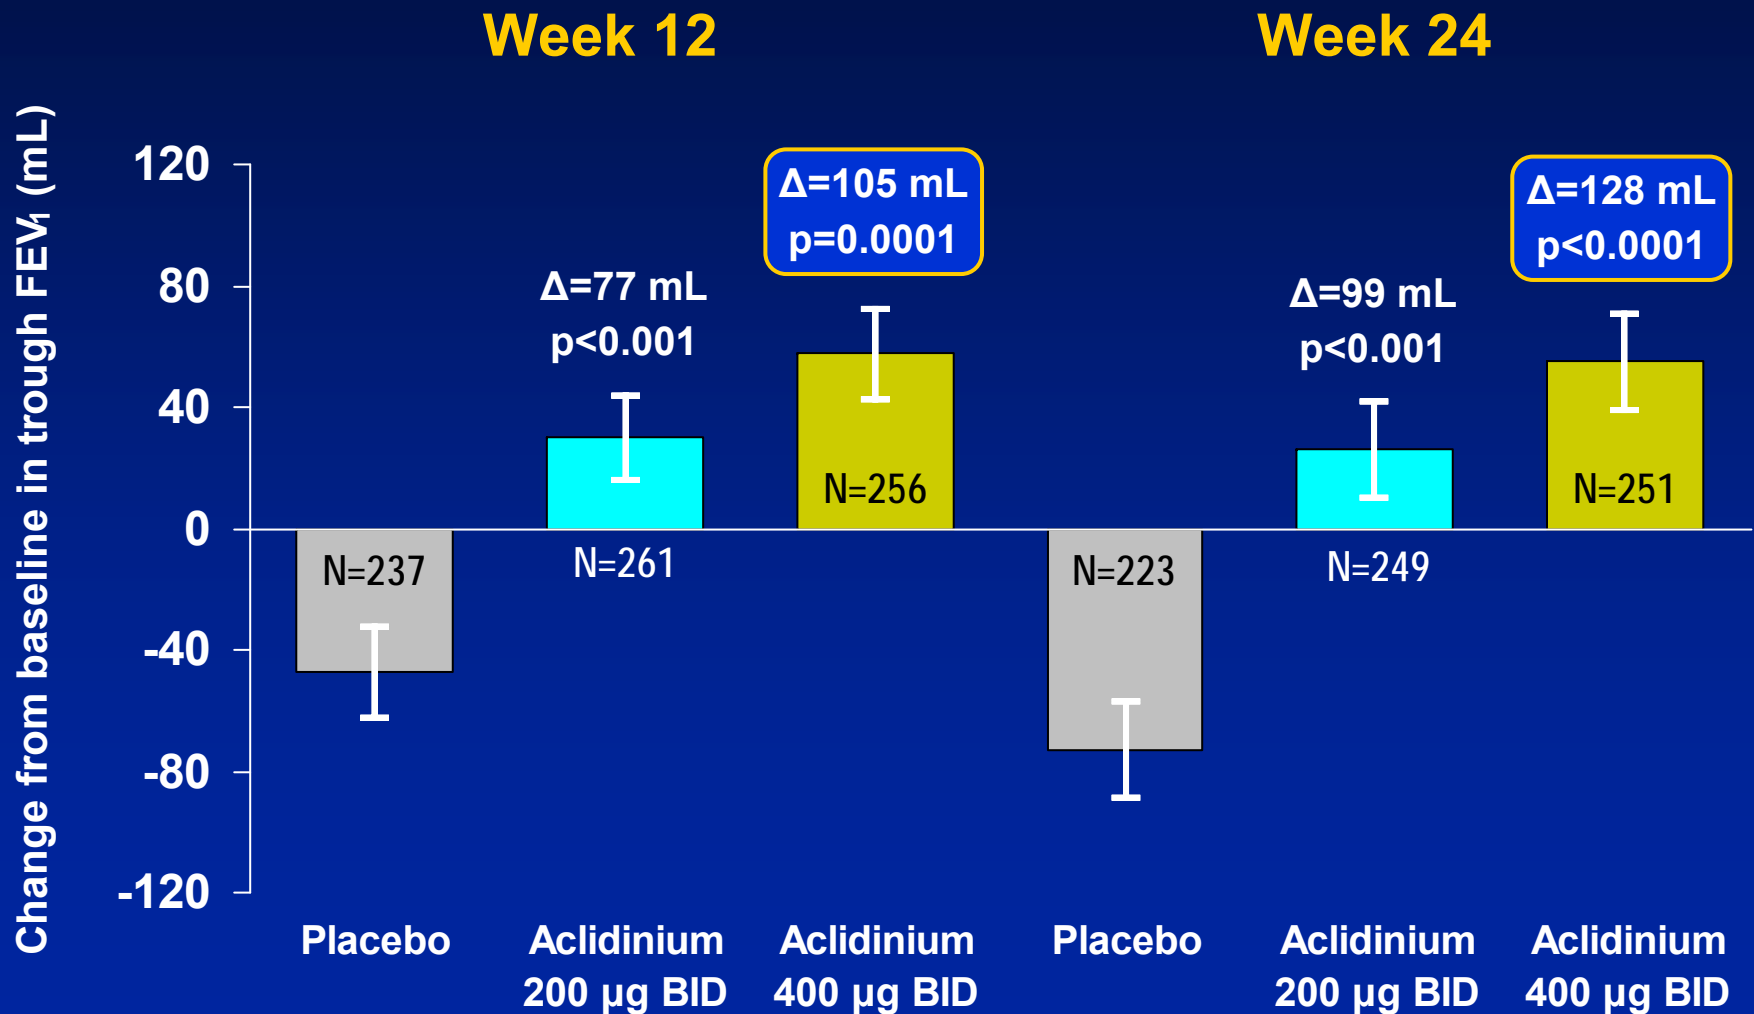 Week 12
Week 24
Change from baseline in trough FEV1 (mL)
120
80
40
0
-40
-80
-120
Δ=77 mL
p<0.001
Δ=105 mL
p=0.0001
Δ=99 mL
p<0.001
Δ=128 mL
p<0.0001
N=237
N=261
N=256
N=223
N=249
N=251
Placebo
Aclidinium
200 µg BID
Aclidinium
400 µg BID
Placebo
Aclidinium
200 µg BID
Aclidinium
400 µg BID